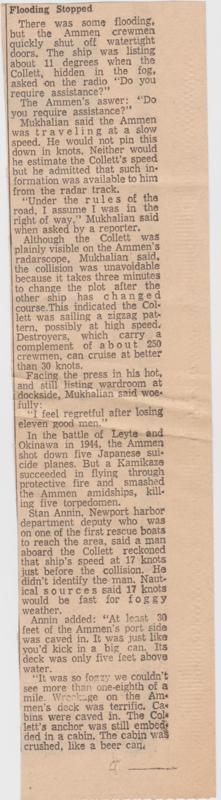 Flooding Stopped
There was some flooding,
but the Ammen crewmen
quickly shut off watertight
doors. The ship was listing
about 11 degrees when the
Collett, hidden in the fog,
asked on the radio "Do you
require assistance?"
The Ammen's aswer: "Do
you require assistance?"
Mukhalian said the Ammen
was traveling at a slow
speed. He would not pin this
down in knots. Neither would
he estimate the Collett's speed
but he admitted that such in-
formation was available to him
from the radar track.
"Under the rules of the
road, I assume I was in the
right of way," Mukhalian said
when asked by a reporter.
Although the Collett was
plainly visible on the Ammen's
radarscope, Mukhalian said,
the collision was unavoidable
because it takes three minutes
to change the plot after the
other ship has changed
course. This indicated the Col-
lett was sailing a zigzag pat-
tern, possibly at high speed.
Destroyers, which carry a
complement of about 250
crewmen, can cruise at better
than 30 knots.
Facing the press in his hot,
and still listing wardroom at
dockside, Mukhalian said woe-
fully:
"I feel regretful after losing
eleven good men."
In the battle of Leyte and
Okinawa in 1944, the Ammen
shot down five Japanese sui-
cide planes. But a Kamikaze
succeeded in flying through
protective fire and smashed
the Ammen amidships, kill-
ing five torpedomen.
Stan Annin, Newport harbor
department deputy who was
on one of the first rescue boats
to reach the area, said a man
aboard the Collett reckoned
that ship's speed at 17 knots
just before the collision. He
didn't identify the man. Naut-
ical sources said 17 knots
would be fast for foggy
weather.
Annin added: "At least 30
feet of the Ammen's port side
was caved in. It was just like
you'd kick in a big can. Its
deck was only five feet above
water.
"It was so foggy we couldn't
see more than one-eighth of a
mile. Wreckage on the Am-
men's deck was terrific. Ca-
bins were caved in. The Col-
lett's anchor was still embed-
ded in a cabin. The cabin was
crushed, like a beer can.